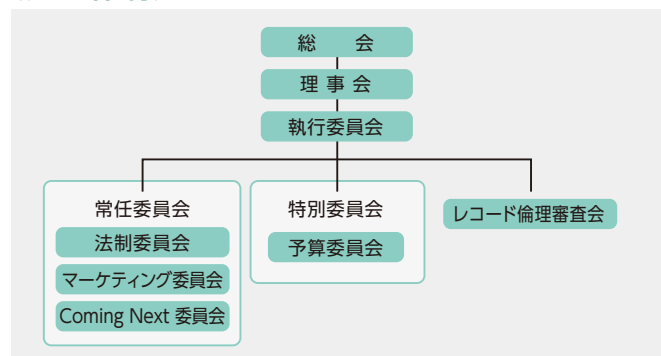 総　会
理事会
執行委員会
常任委員会
法制委員会
マーケティング委員会
Coming Next 委員会
特別委員会
予算委員会
レコード倫理審査会